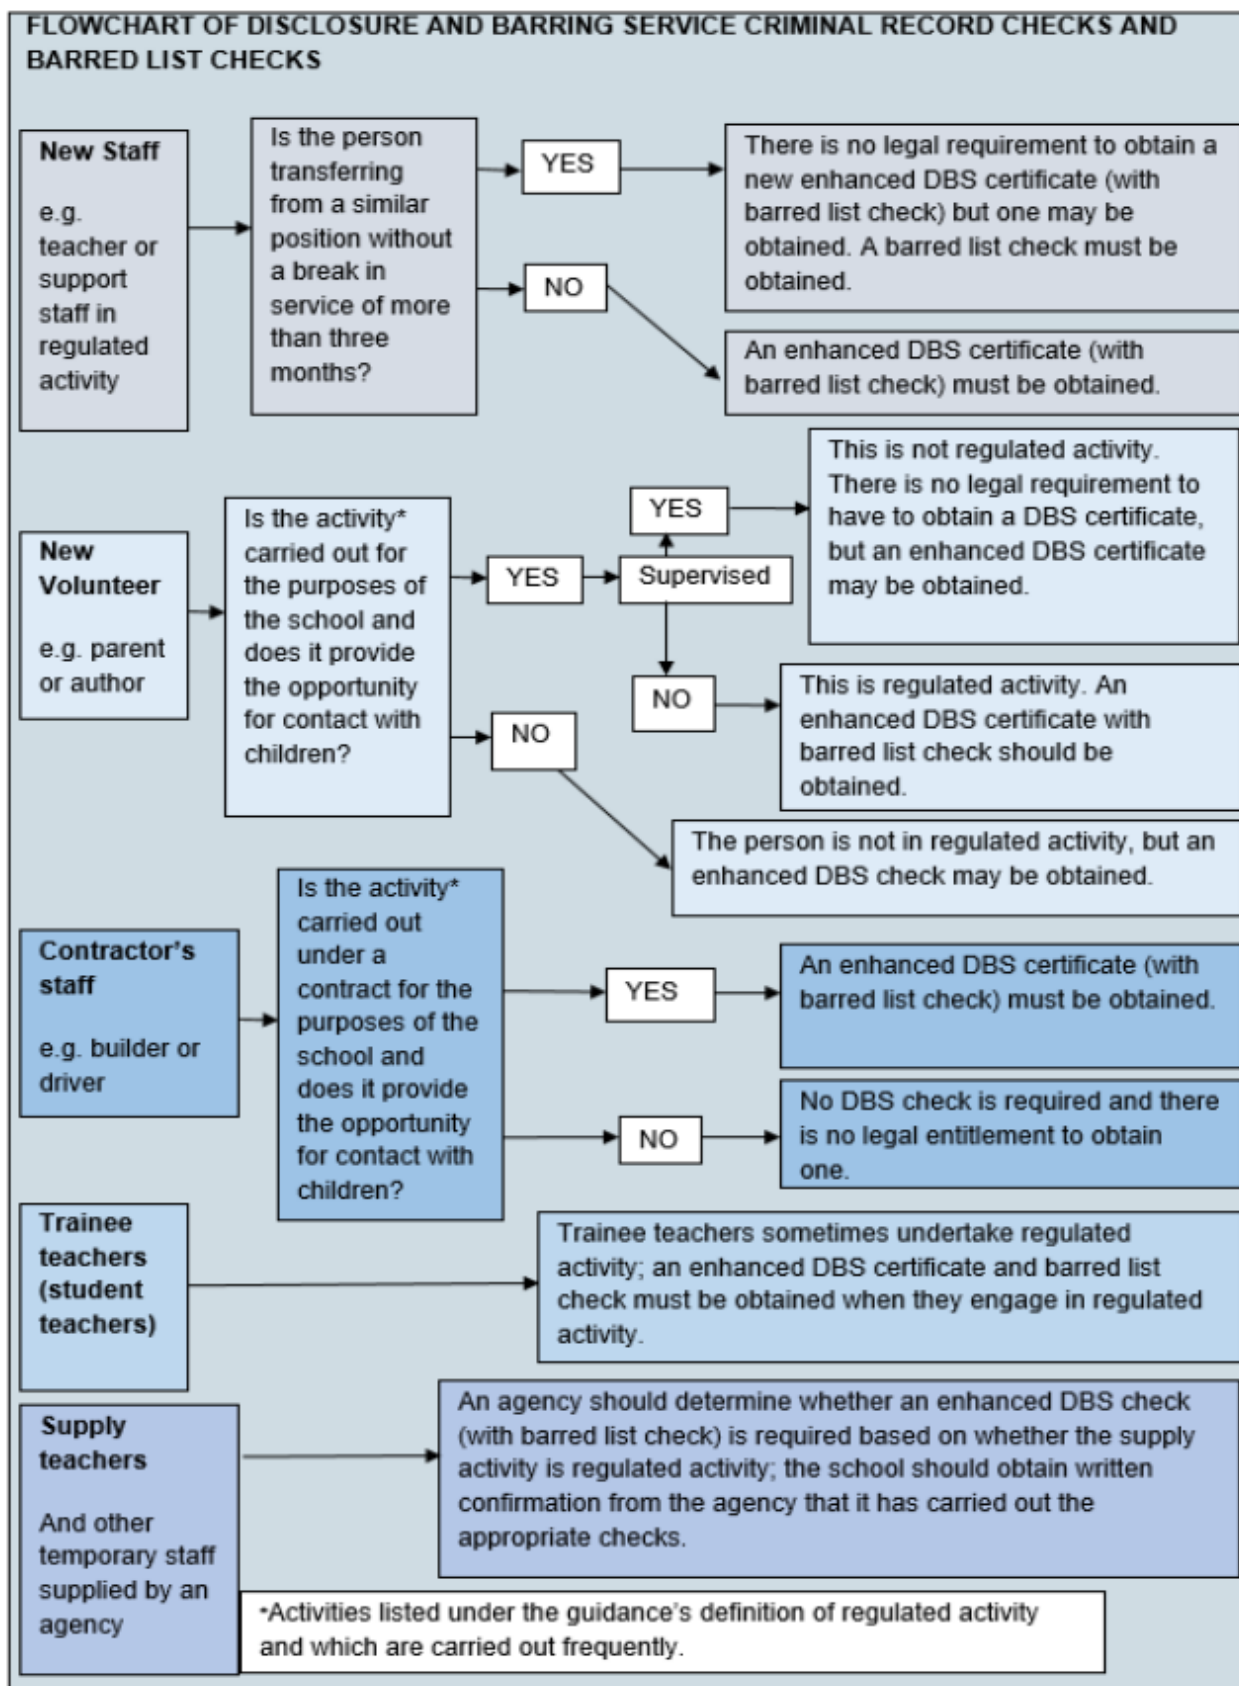 FLOWCHART OF DISCLOSURE AND BARRING SERVICE CRIMINAL RECORD CHECKS AND
BARRED LIST CHECKS
New Staff
e.g.
teacher or
support
staff in
regulated
activity
Is the person
transferring
from a similar
position without
a break in
service of more
than three
months?
YES
There is no legal requirement to obtain a
new enhanced DBS certificate (with
barred list check) but one may be
obtained. A barred list check must be
obtained.
NO
An enhanced DBS certificate (with
barred list check) must be obtained.
New
Volunteer
e.g. parent
or author
Is the activity*
carried out for
the purposes of
the school and
does it provide
the opportunity
for contact with
children?
YES
Supervised
YES
This is not regulated activity.
There is no legal requirement to
have to obtain a DBS certificate,
but an enhanced DBS certificate
may be obtained.
NO
This is regulated activity. An
enhanced DBS certificate with
barred list check should be
obtained.
NO
The person is not in regulated activity, but an
enhanced DBS check may be obtained.
Contractor's
staff
e.g. builder or
driver
Is the activity*
carried out
under a
contract for the
purposes of the
school and
does it provide
the opportunity
for contact with
children?
YES
An enhanced DBS certificate (with
barred list check) must be obtained.
NO
No DBS check is required and there
is no legal entitlement to obtain
one.
Trainee
teachers
(student
teachers)
Trainee teachers sometimes undertake regulated
activity; an enhanced DBS certificate and barred list
check must be obtained when they engage in regulated
activity.
Supply
teachers
And other
temporary staff
supplied by an
agency
An agency should determine whether an enhanced DBS check
(with barred list check) is required based on whether the supply
activity is regulated activity; the school should obtain written
confirmation from the agency that it has carried out the
appropriate checks.
*Activities listed under the guidance's definition of regulated activity
and which are carried out frequently.